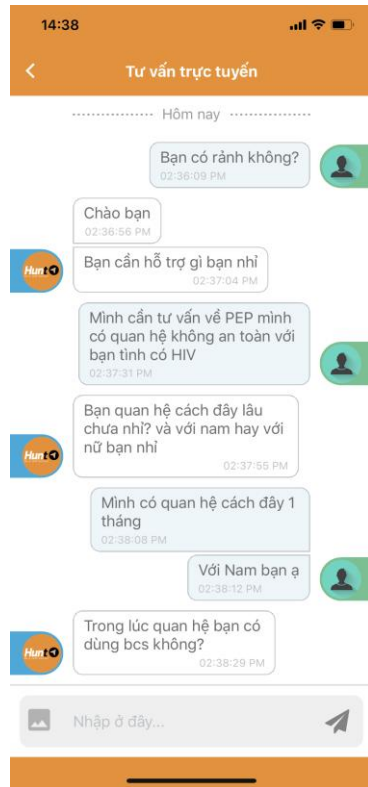 14:38
Tư vấn trực tuyến
Hôm nay
Bạn có rảnh không?
02:36:09 PM
Chào bạn
02:36:56 PM
Bạn cần hỗ trợ gì bạn nhỉ
02:37:04 PM
Hunt
Mình cần tư vấn về PEP mình
có quan hệ không an toàn với
bạn tình có HIV
02:37:31 PM
Bạn quan hệ cách đây lâu
chưa nhỉ? và với nam hay với
nữ bạn nhỉ
02:37:55 PM
Hunt
Mình có quan hệ cách đây 1
tháng
02:38:08 PM
Với Nam bạn ạ
02:38:12 PM
Trong lúc quan hệ bạn có
dùng bcs không?
02:38:29 PM
Hunt
Nhập ở đây...